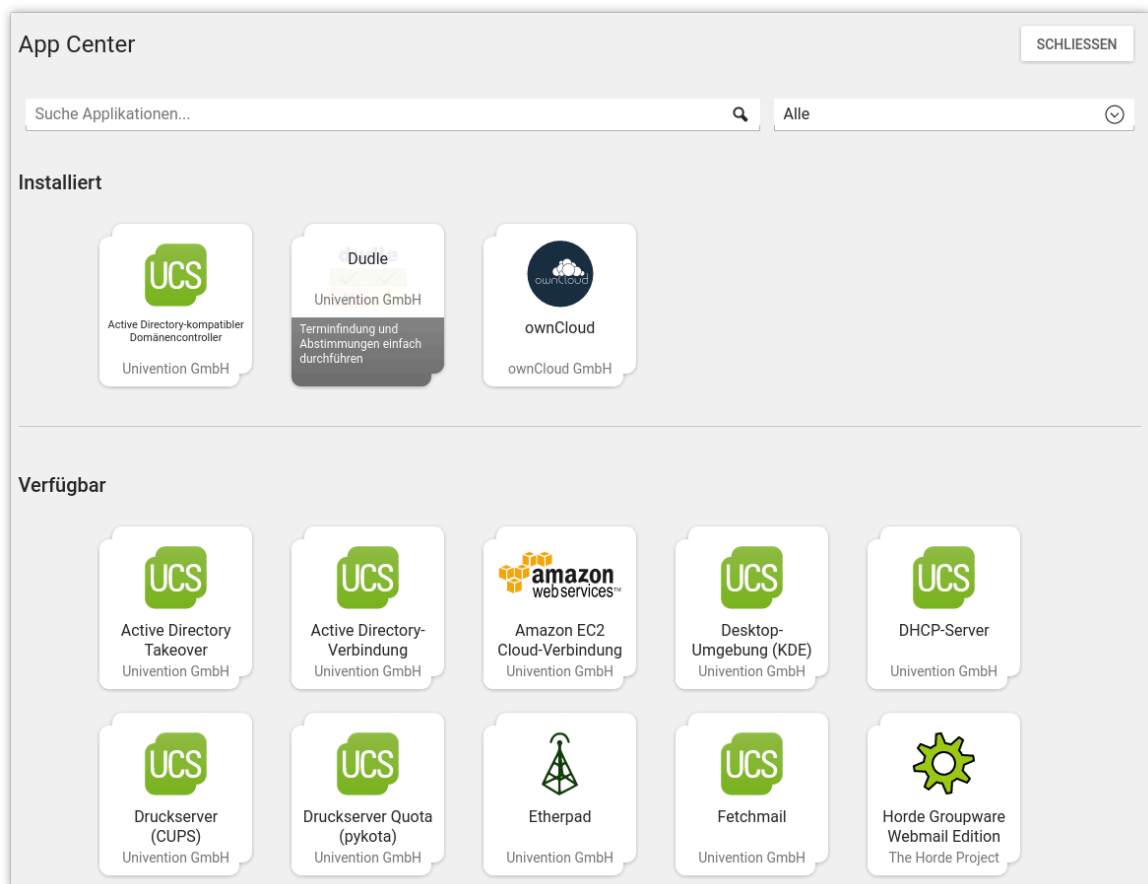 App Center
SCHLIESSEN
Suche Applikationen...
Alle
Installiert
UCS
Active Directory-kompatibler
Domänencontroller
Univention GmbH
dudle
Dudle
Univention GmbH
Terminfindung und
Abstimmungen einfach
durchführen
ownCloud
ownCloud
ownCloud GmbH
Verfügbar
UCS
Active Directory
Takeover
Univention GmbH
UCS
Active Directory-
Verbindung
Univention GmbH
amazon
webservices™
Amazon EC2
Cloud-Verbindung
Univention GmbH
UCS
Desktop-
Umgebung (KDE)
Univention GmbH
UCS
DHCP-Server
Univention GmbH
UCS
Druckserver
(CUPS)
Univention GmbH
UCS
Druckserver Quota
(pykota)
Univention GmbH
Etherpad
Univention GmbH
UCS
Fetchmail
Univention GmbH
Horde Groupware
Webmail Edition
The Horde Project